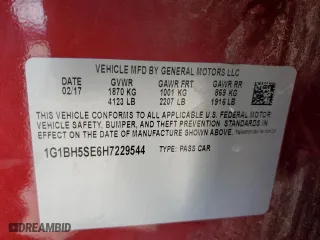 VEHICLE MFD BY GENERAL MOTORS LLC
DATE GVWR GAWR FRT GAWR RR
02/17 1870 KG 1001 KG 869 KG
4123 LB 2207 LB 1916 LB
THIS VEHICLE CONFORMS TO ALL APPLICABLE U.S. FEDERAL MOTOR VEHICLE
SAFETY, BUMPER, AND THEFT PREVENTION STANDARDS IN EFFECT ON THE
DATE OF MANUFACTURE SHOWN ABOVE.
1G1BH5SE6H7229544 TYPE: PASS CAR
DREAMBID.COM